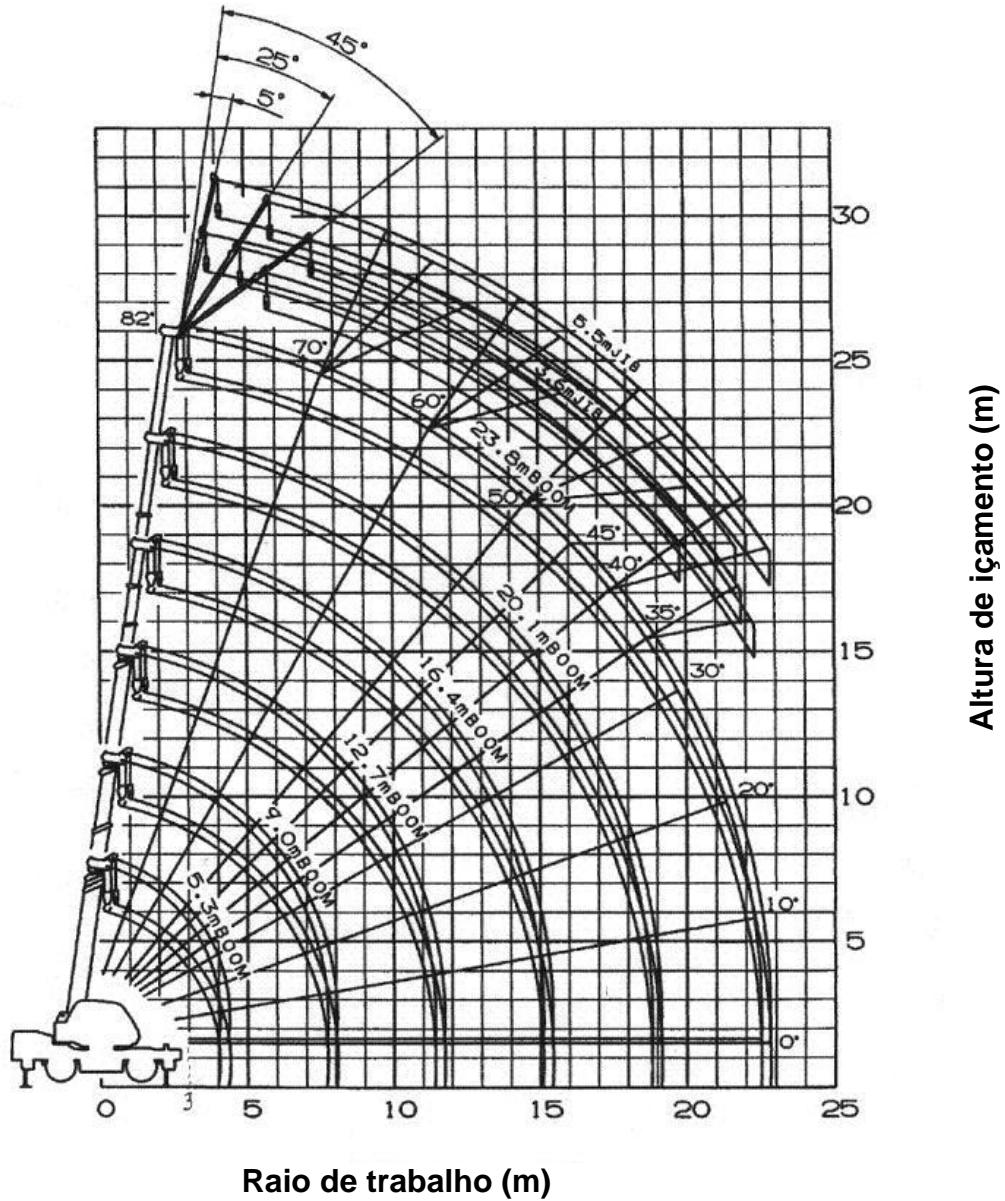 45°
25°
5°
30
82°
70°
5.5mJIB
3.6mJIB
25
60°
23.8mBOOM
50°
20
45°
40°
20.1mBOOM
35°
15
30°
16.4mBOOM
12.7mBOOM
20°
10
9.0mBOOM
5.3mBOOM
10°
5
0°
0 3 5 10 15 20 25
Raio de trabalho (m)
Altura de içamento (m)